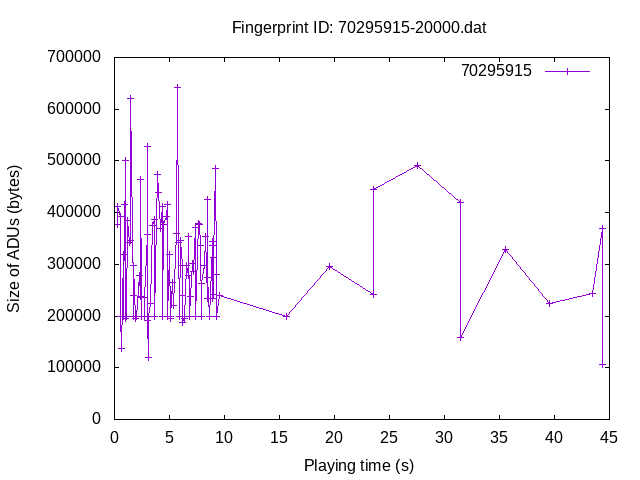 Fingerprint ID: 70295915-20000.dat
70295915
700000
600000
500000
400000
300000
200000
100000
0
Size of ADUs (bytes)
0 5 10 15 20 25 30 35 40 45
Playing time (s)